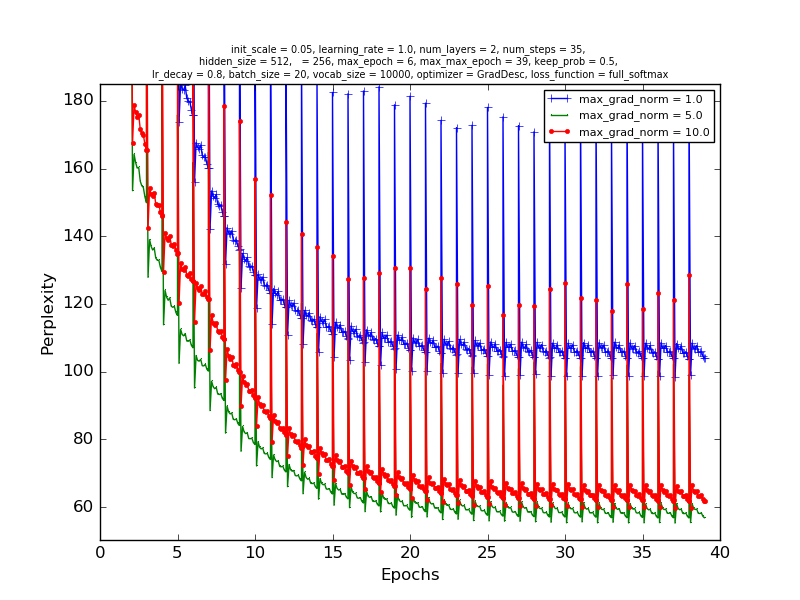 init_scale = 0.05, learning_rate = 1.0, num_layers = 2, num_steps = 35,
hidden_size = 512, = 256, max_epoch = 6, max_max_epoch = 39, keep_prob = 0.5,
lr_decay = 0.8, batch_size = 20, vocab_size = 10000, optimizer = GradDesc, loss_function = full_softmax
max_grad_norm = 1.0
max_grad_norm = 5.0
max_grad_norm = 10.0
180
160
140
120
100
80
60
Perplexity
0 5 10 15 20 25 30 35 40
Epochs